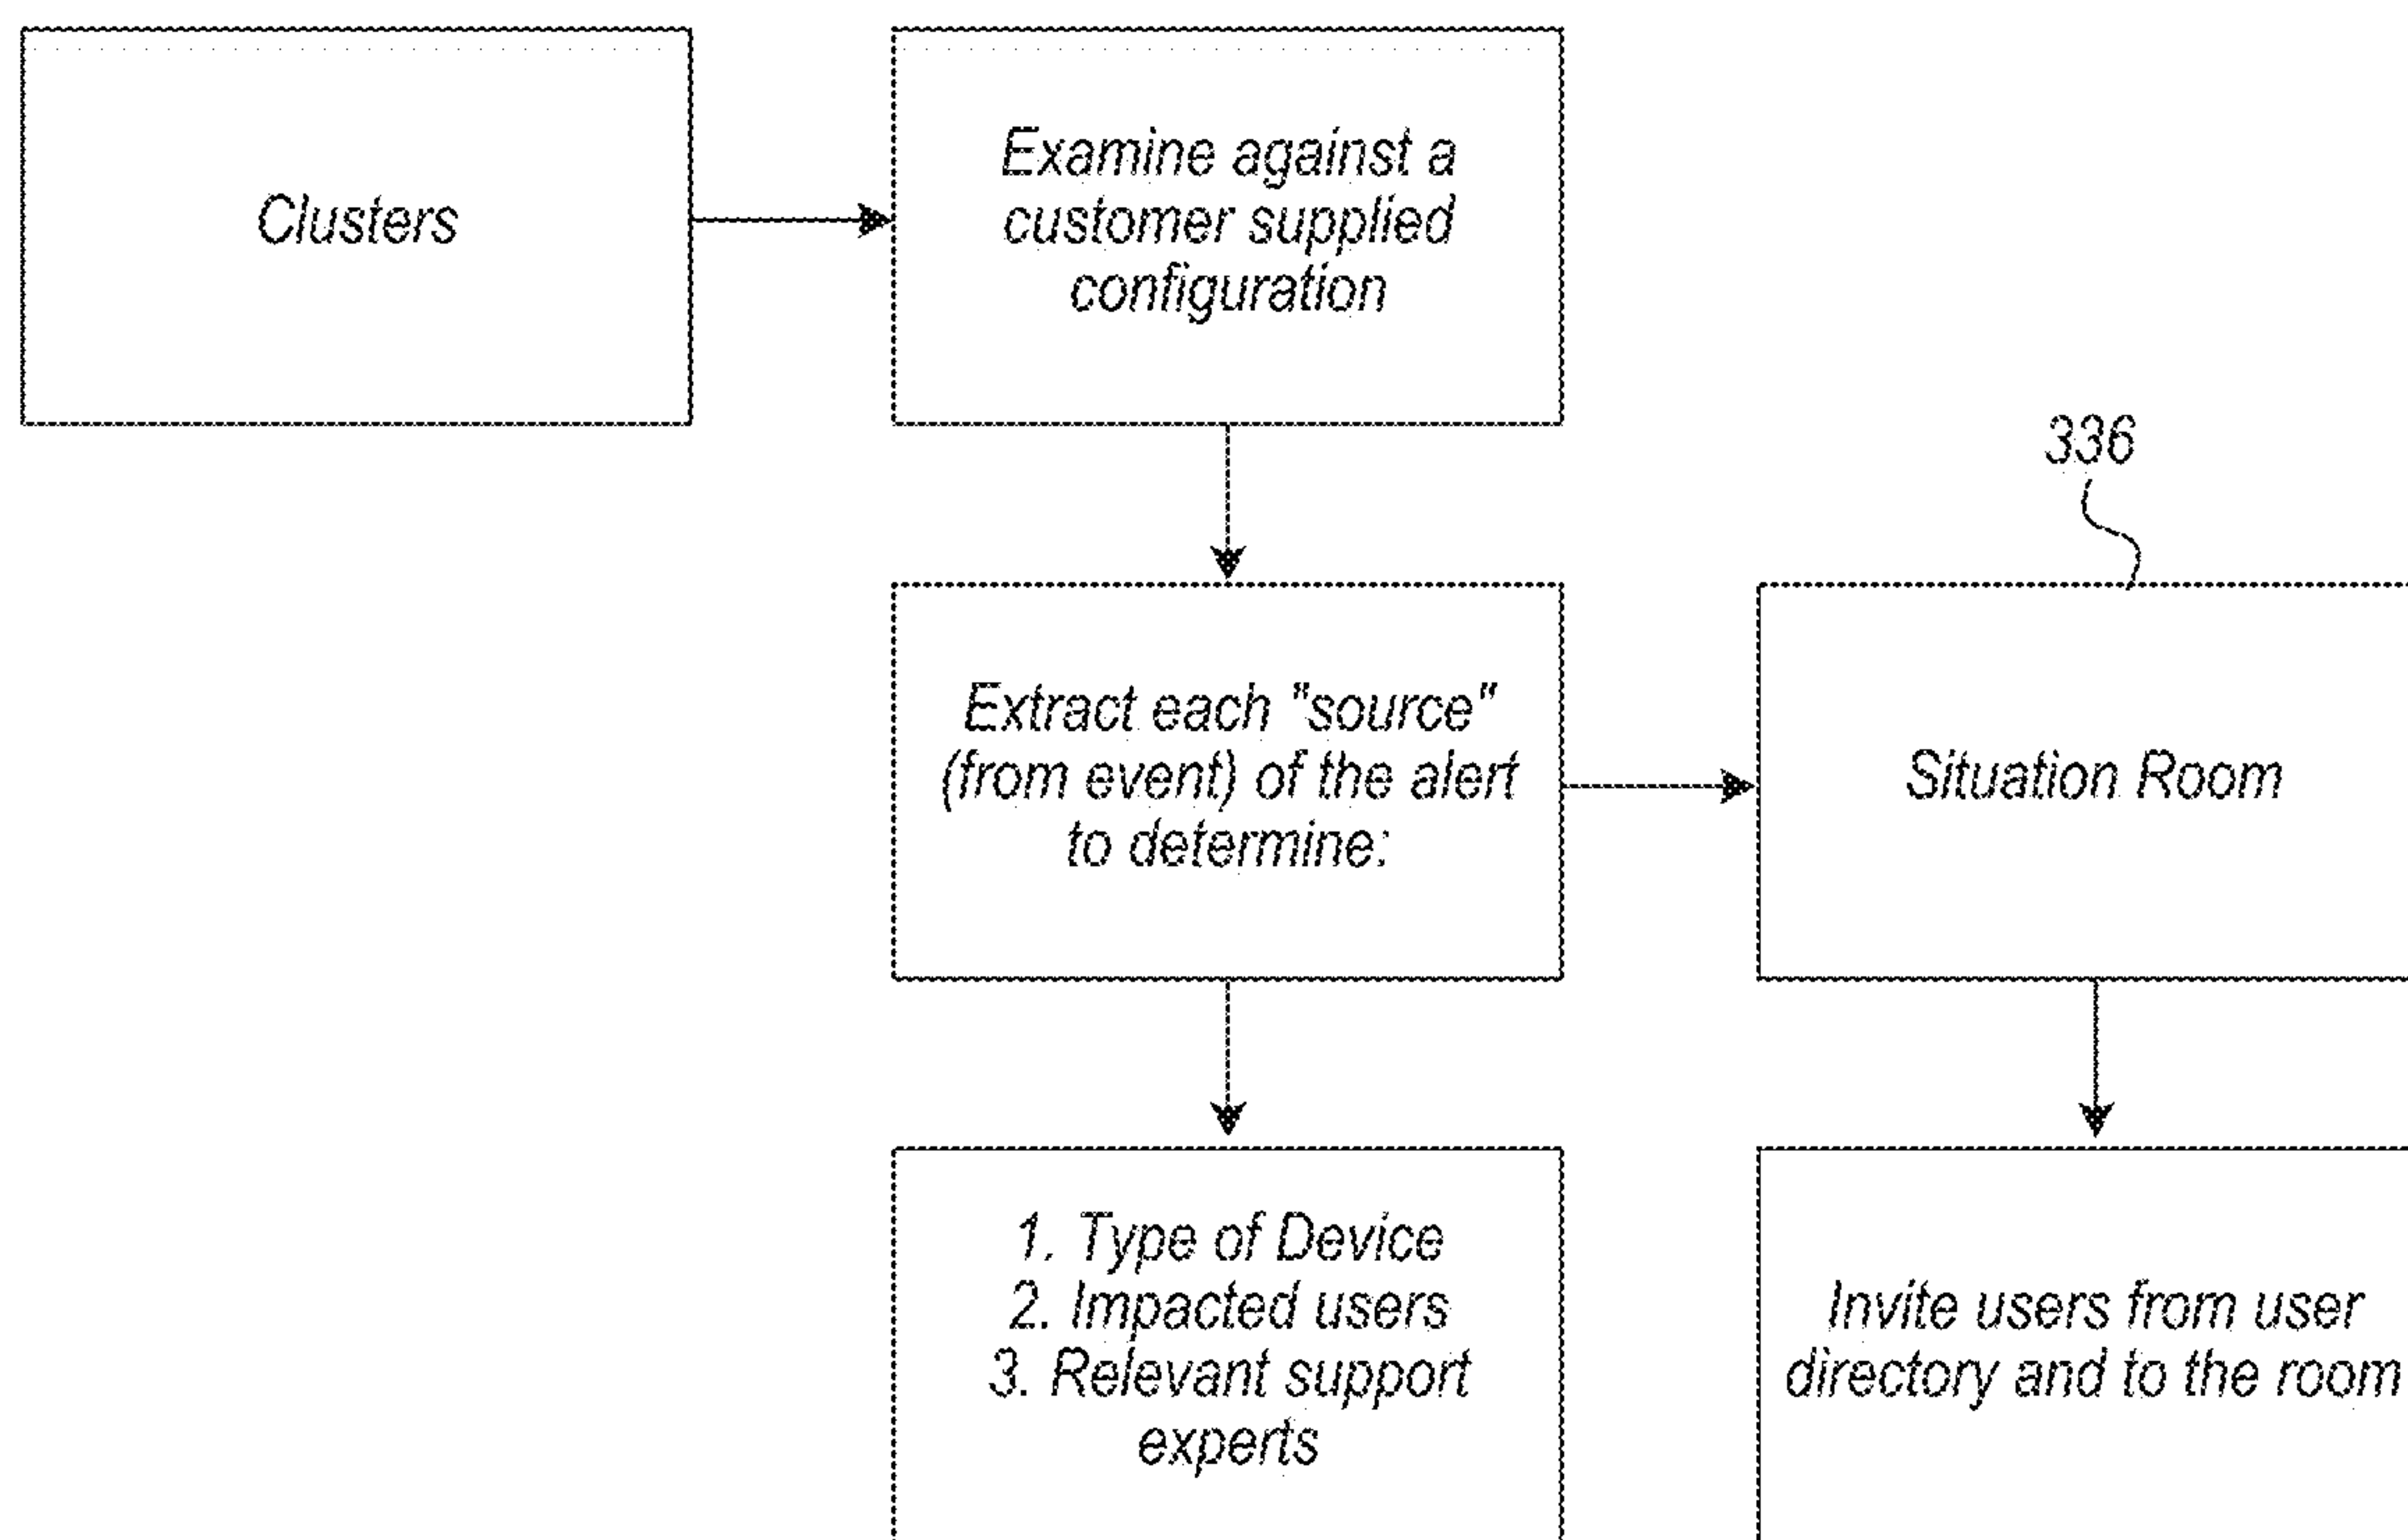 Clusters
Examine against a
customer supplied
configuration
336
Extract each "source"
(from event) of the alert
to determine:
Situation Room
1. Type of Device
2. Impacted users
3. Relevant support
experts
Invite users from user
directory and to the room